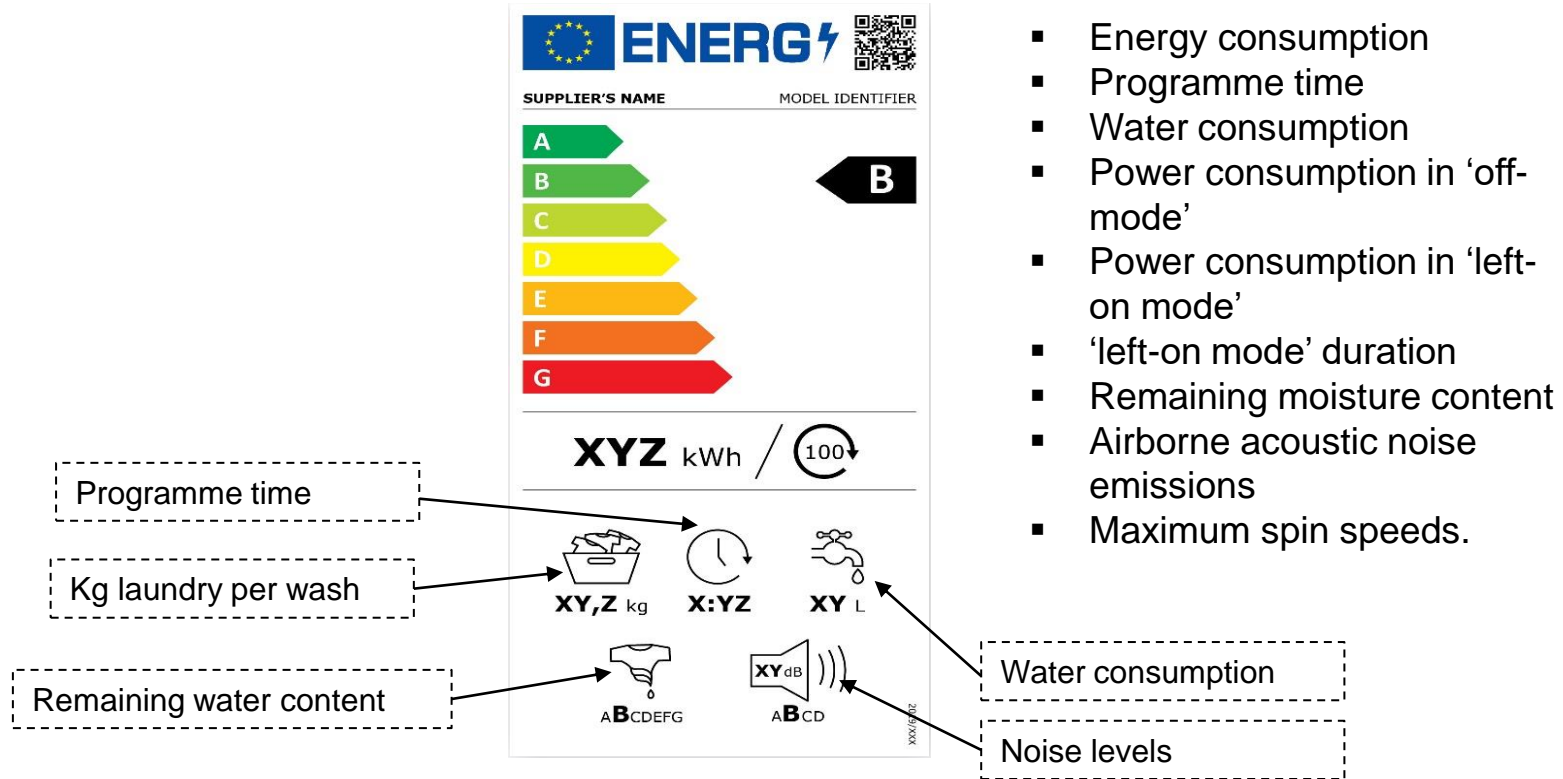 ENERG
SUPPLIER'S NAME MODEL IDENTIFIER
A
B
B
C
D
E
F
G
XYZ kWh / 100
XY,Z kg
X:YZ
XY L
ABCDEFG
XY dB
ABCD
2019/XXX
Programme time
Kg laundry per wash
Remaining water content
Water consumption
Noise levels
▪ Energy consumption
▪ Programme time
▪ Water consumption
▪ Power consumption in ‘off-
mode’
▪ Power consumption in ‘left-
on mode’
▪ ‘left-on mode’ duration
▪ Remaining moisture content
▪ Airborne acoustic noise
emissions
▪ Maximum spin speeds.